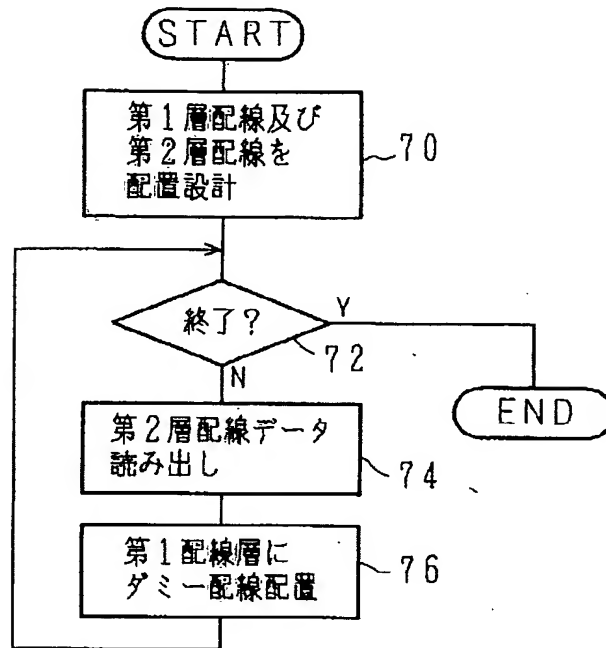 START
第1層配線及び
第2層配線を
配置設計
70
終了?
Y
72
N
END
第2層配線データ
読み出し
74
第1配線層に
ダミー配線配置
76